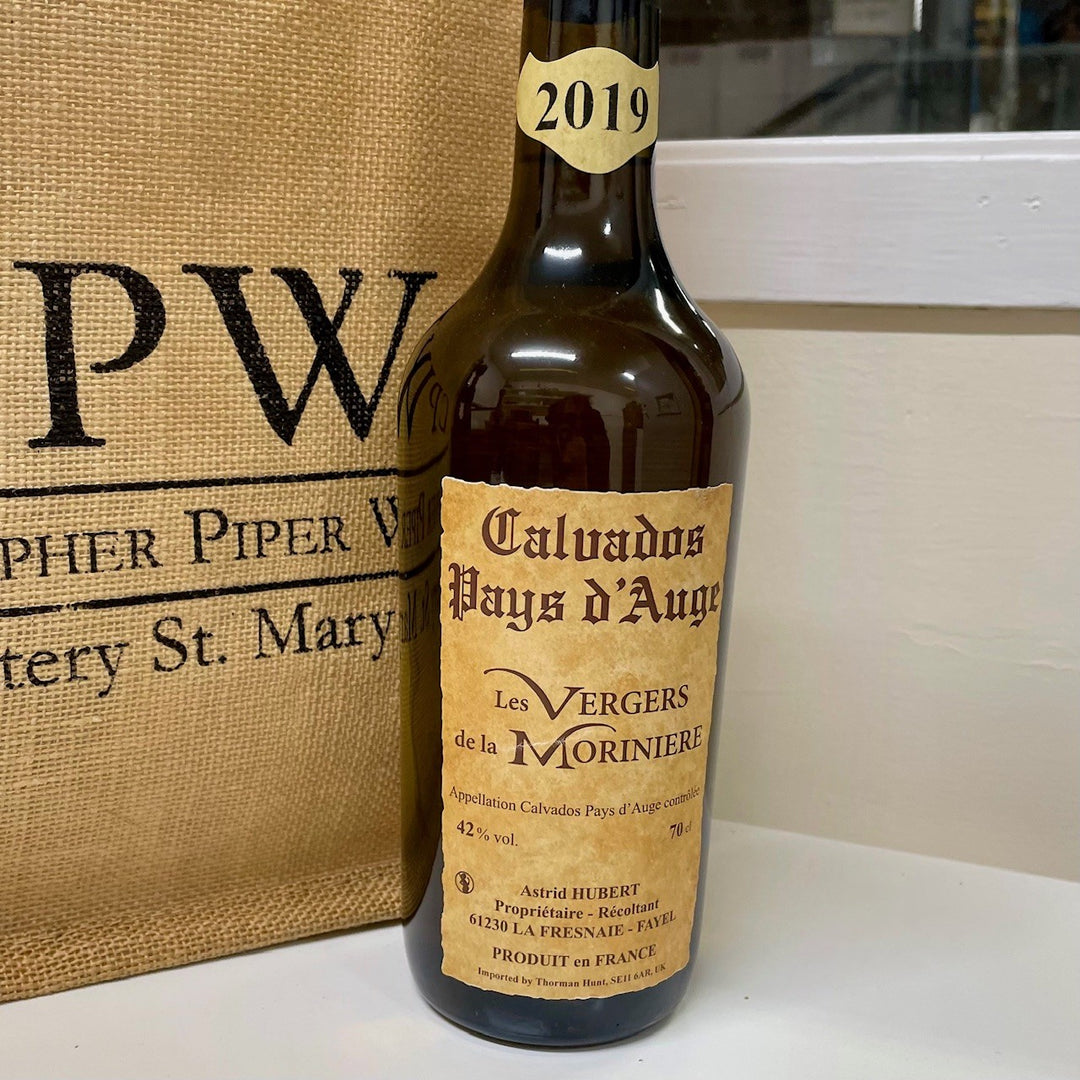 PW
PHER PIPER W
tery St. Mary
2019
Calvados
Pays d'Auge
Les VERGERS
de la MORINIERE
Appellation Calvados Pays d'Auge contrôlée
42% vol.
70 cl
Astrid HUBERT
Propriétaire - Récoltant
61230 LA FRESNAIE - FAYEL
PRODUIT en FRANCE
Imported by Thorman Hunt, SE11 6AR, UK